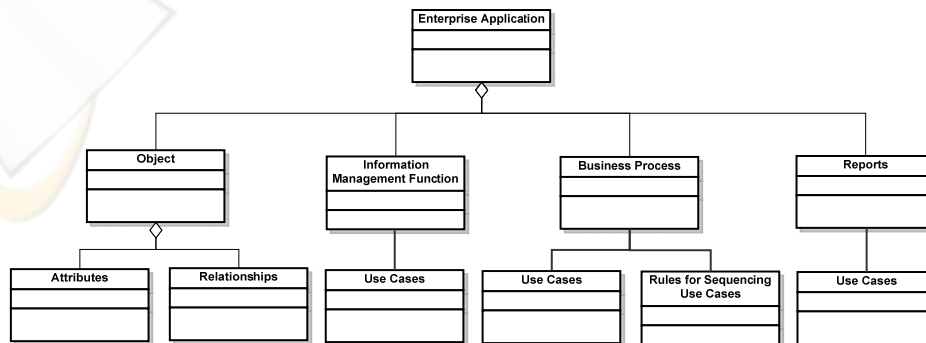 Enterprise Application
Object
Information
Management Function
Business Process
Reports
Attributes
Relationships
Use Cases
Use Cases
Rules for Sequencing
Use Cases
Use Cases